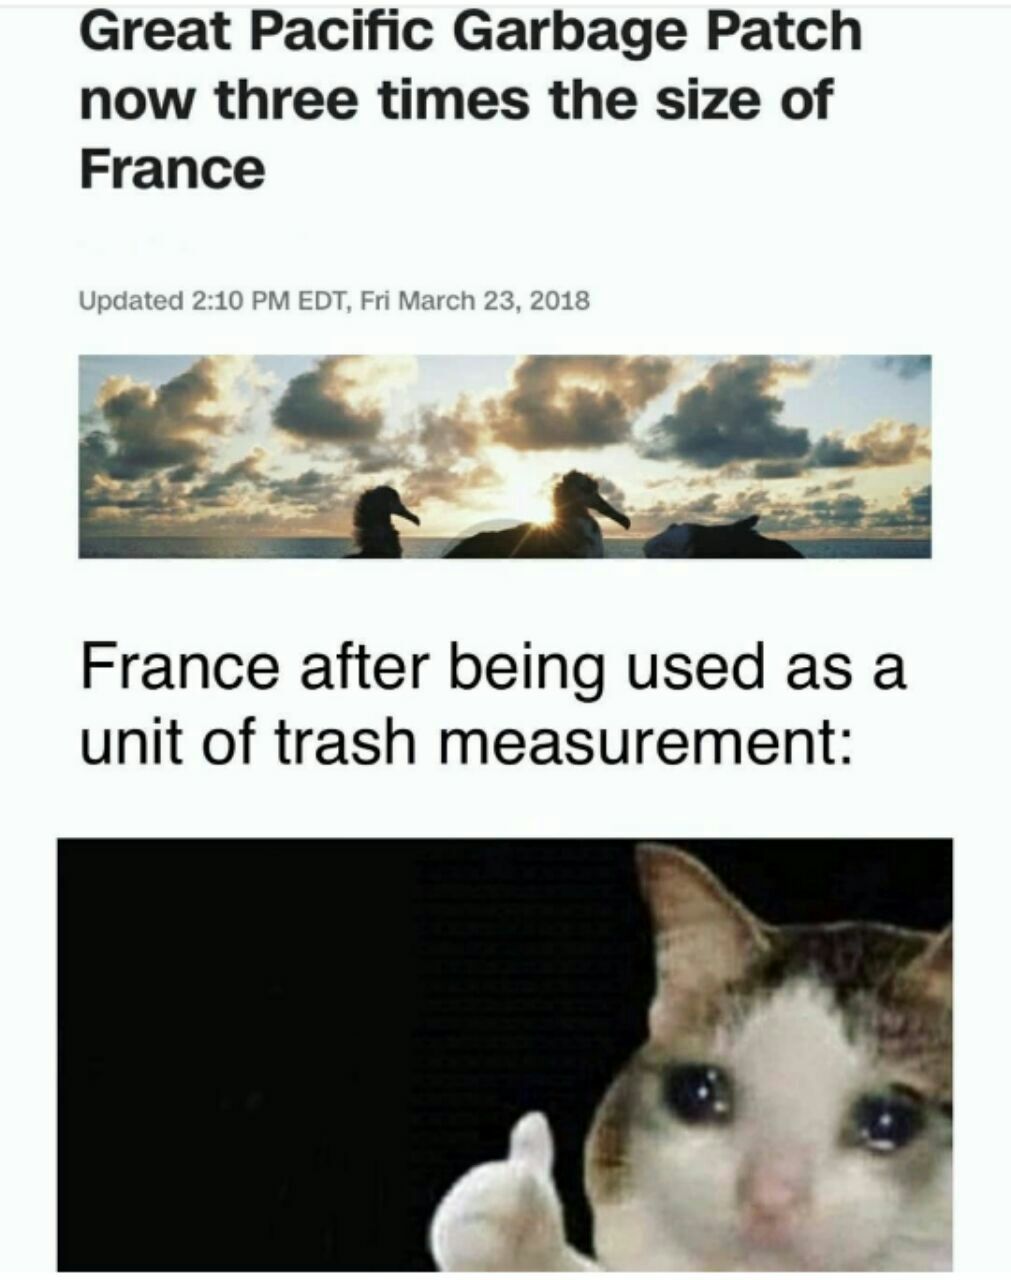 Great Pacific Garbage Patch
now three times the size of
France
Updated 2:10 PM EDT, Fri March 23, 2018
France after being used as a
unit of trash measurement: